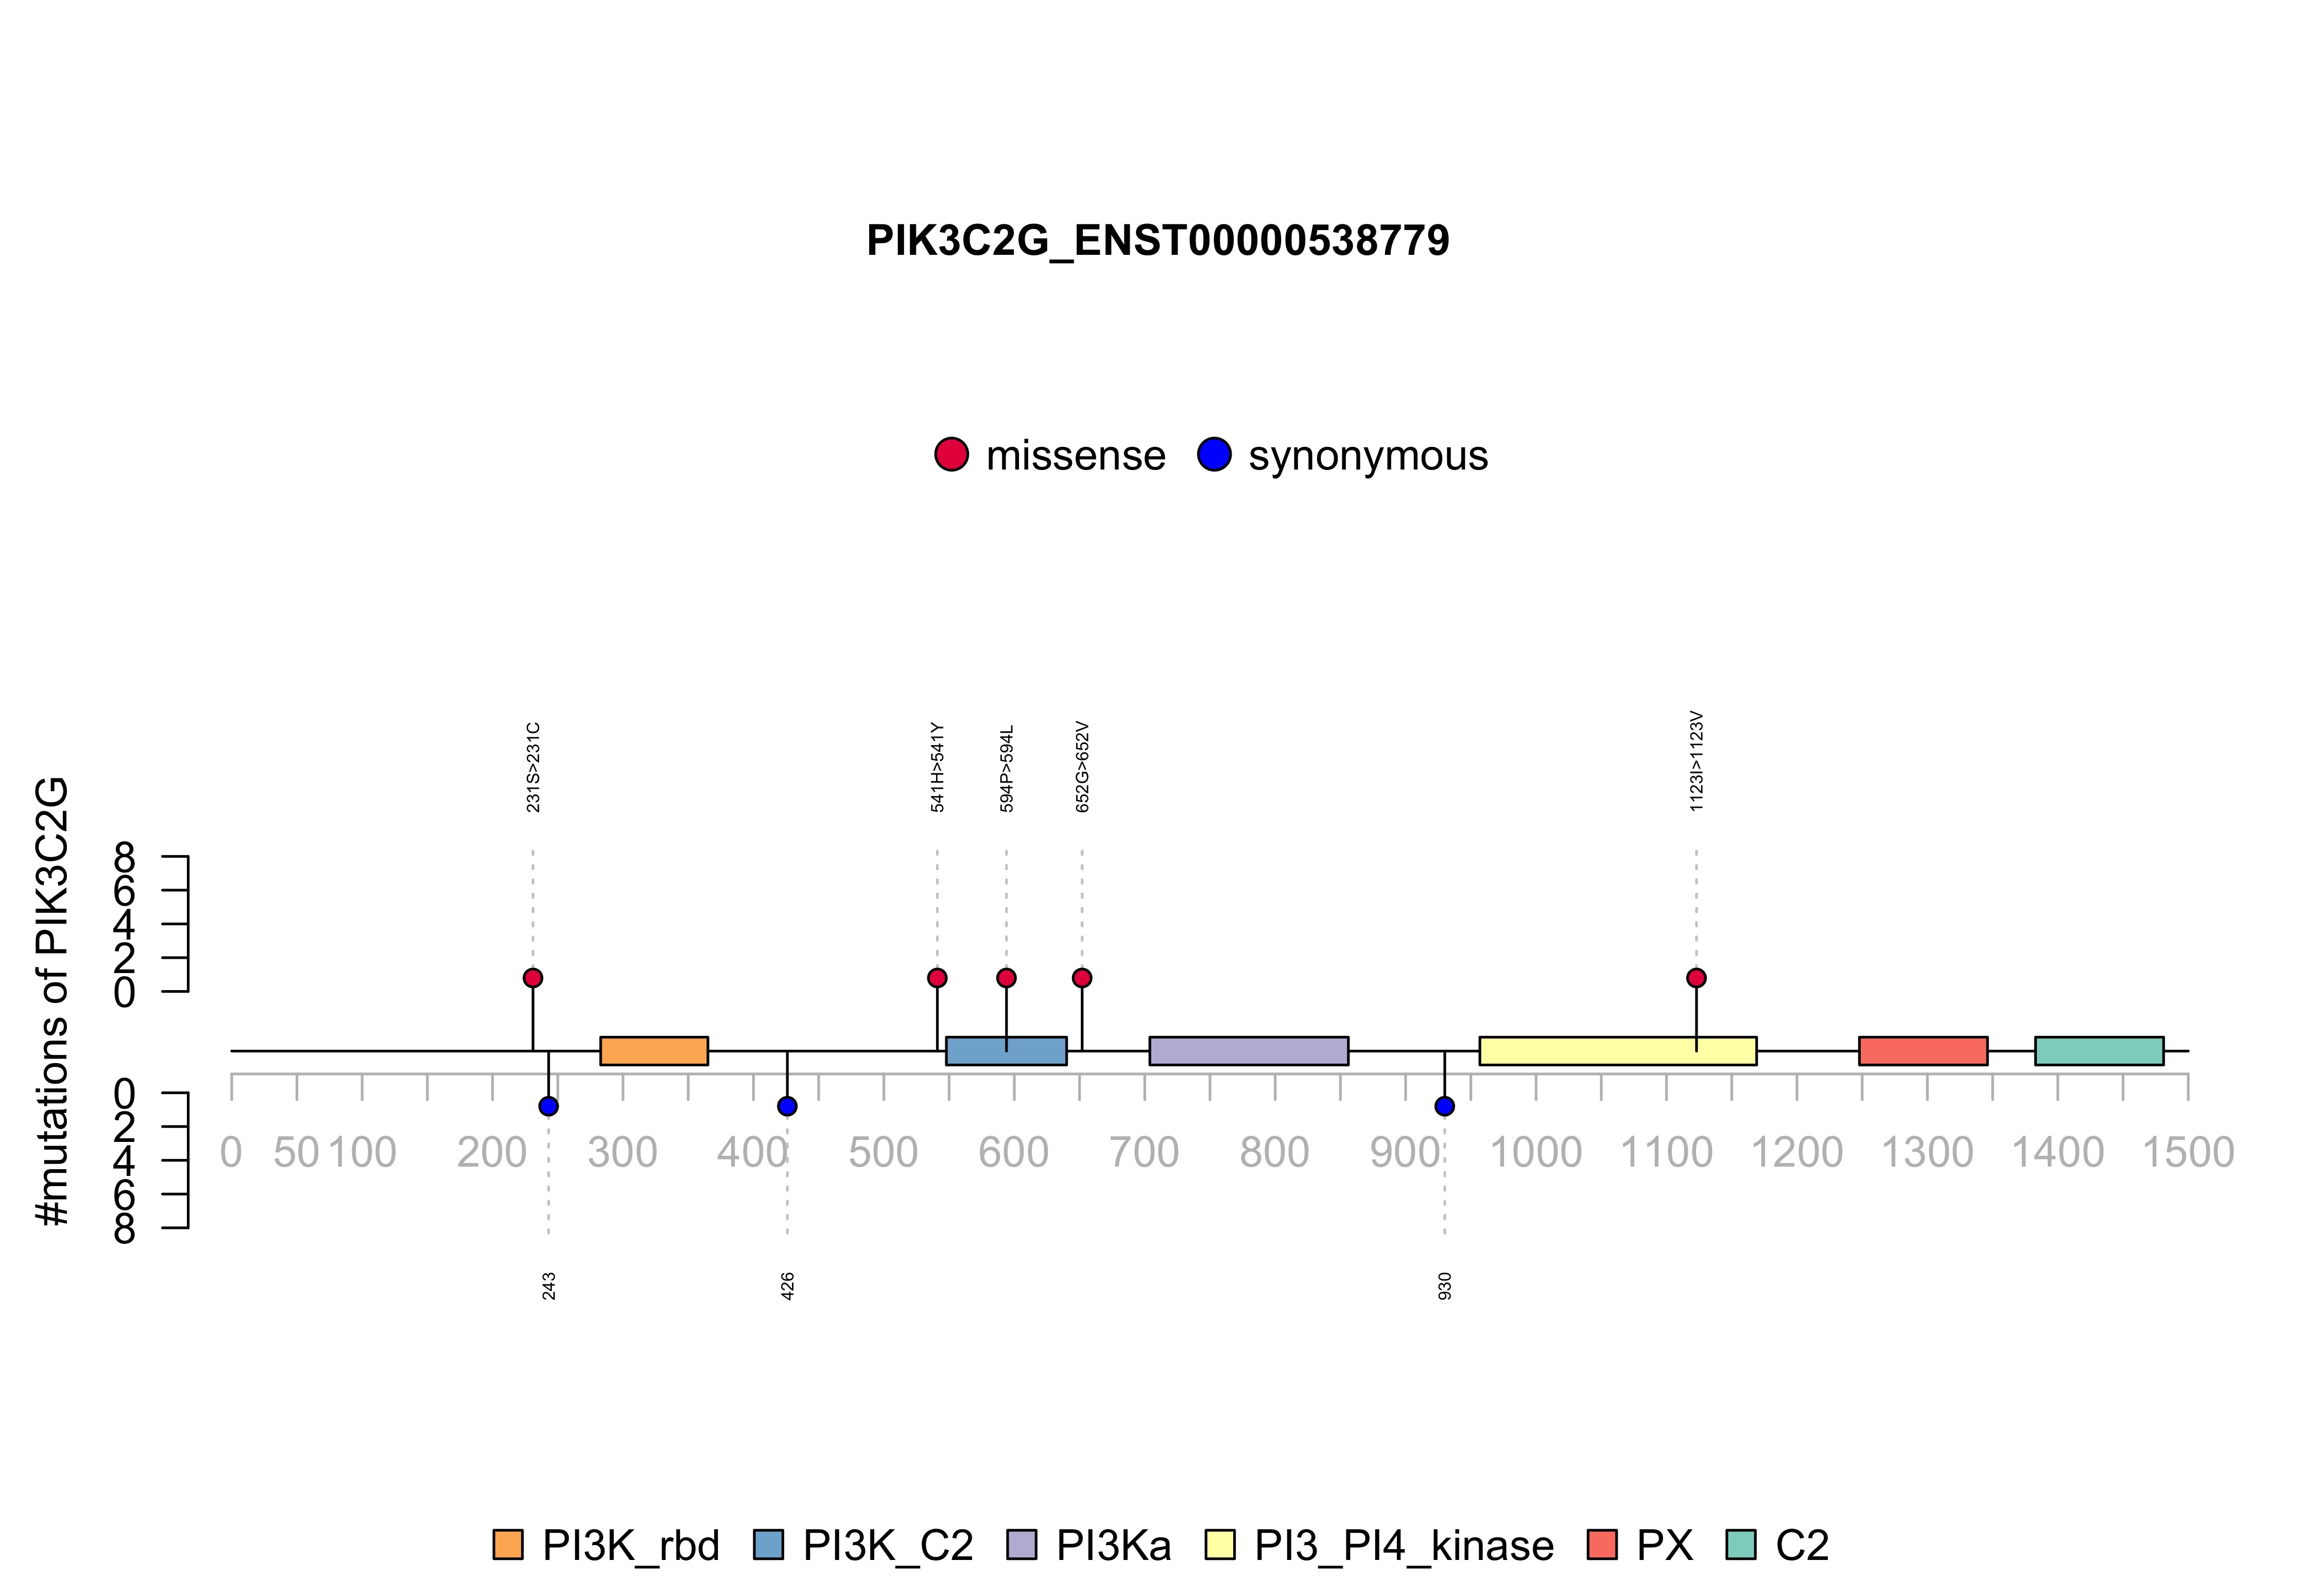 PIK3C2G_ENST00000538779
missense synonymous
231S>231C 541H>541Y 594P>594L 652G>652V 1123I>1123V
#mutations of PIK3C2G
8
6
4
2
0
0
2
4
6
8
0 50 100 200 300 400 500 600 700 800 900 1000 1100 1200 1300 1400 1500
243 426 930
PI3K_rbd PI3K_C2 PI3Ka PI3_PI4_kinase PX C2